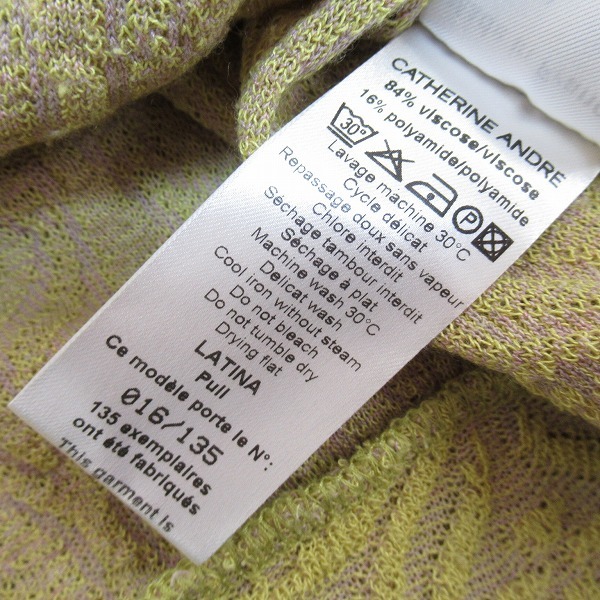 CATHERINE ANDRE
84% viscose/viscose
16% polyamide/polyamide
30°
P
Lavage machine 30°C
Cycle délicat
Repassage doux sans vapeur
Chlore interdit
Séchage à plat
Séchage tambour interdit
Machine wash 30°C
Delicat wash
Cool iron without steam
Do not bleach
Do not tumble dry
Drying flat
LATINA
Pull
Ce modèle porte le N°:
016/135
135 exemplaires
ont été fabriqués
This garment is